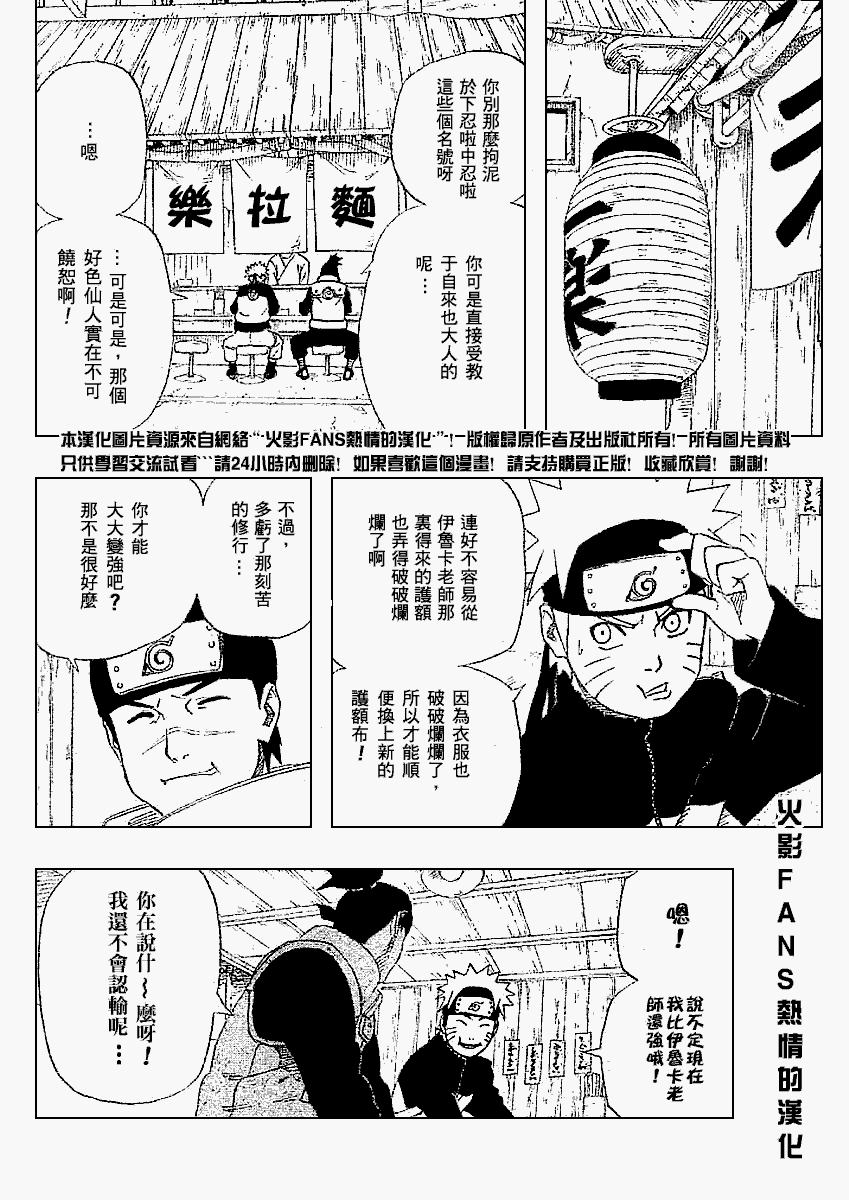 一樂
你別那麼拘泥
於下忍啦中忍啦
這些個名號呀
你可是直接受教
于自來也大人的
呢…
麵拉樂
…嗯
…可是可是，那個
好色仙人實在不可
饒恕啊！
本漢化圖片資源來自網絡“火影FANS熱情的漢化”！版權歸原作者及出版社所有！所有圖片資料
只供學習交流試看```請24小時內刪除！如果喜歡這個漫畫！請支持購買正版！收藏欣賞！謝謝！
連好不容易從
伊魯卡老師那
裏得來的護額
也弄得破破爛
爛了啊
因為衣服也
破破爛爛了，
所以才能順
便換上新的
護額布！
不過，
多虧了那刻苦
的修行…
你才能
大大變強吧？
那不是很好麼
嗯！
說不定現在
我比伊魯卡老
師還強哦！
你在說什~麼呀！
我還不會認輸呢…
火影FANS熱情的漢化